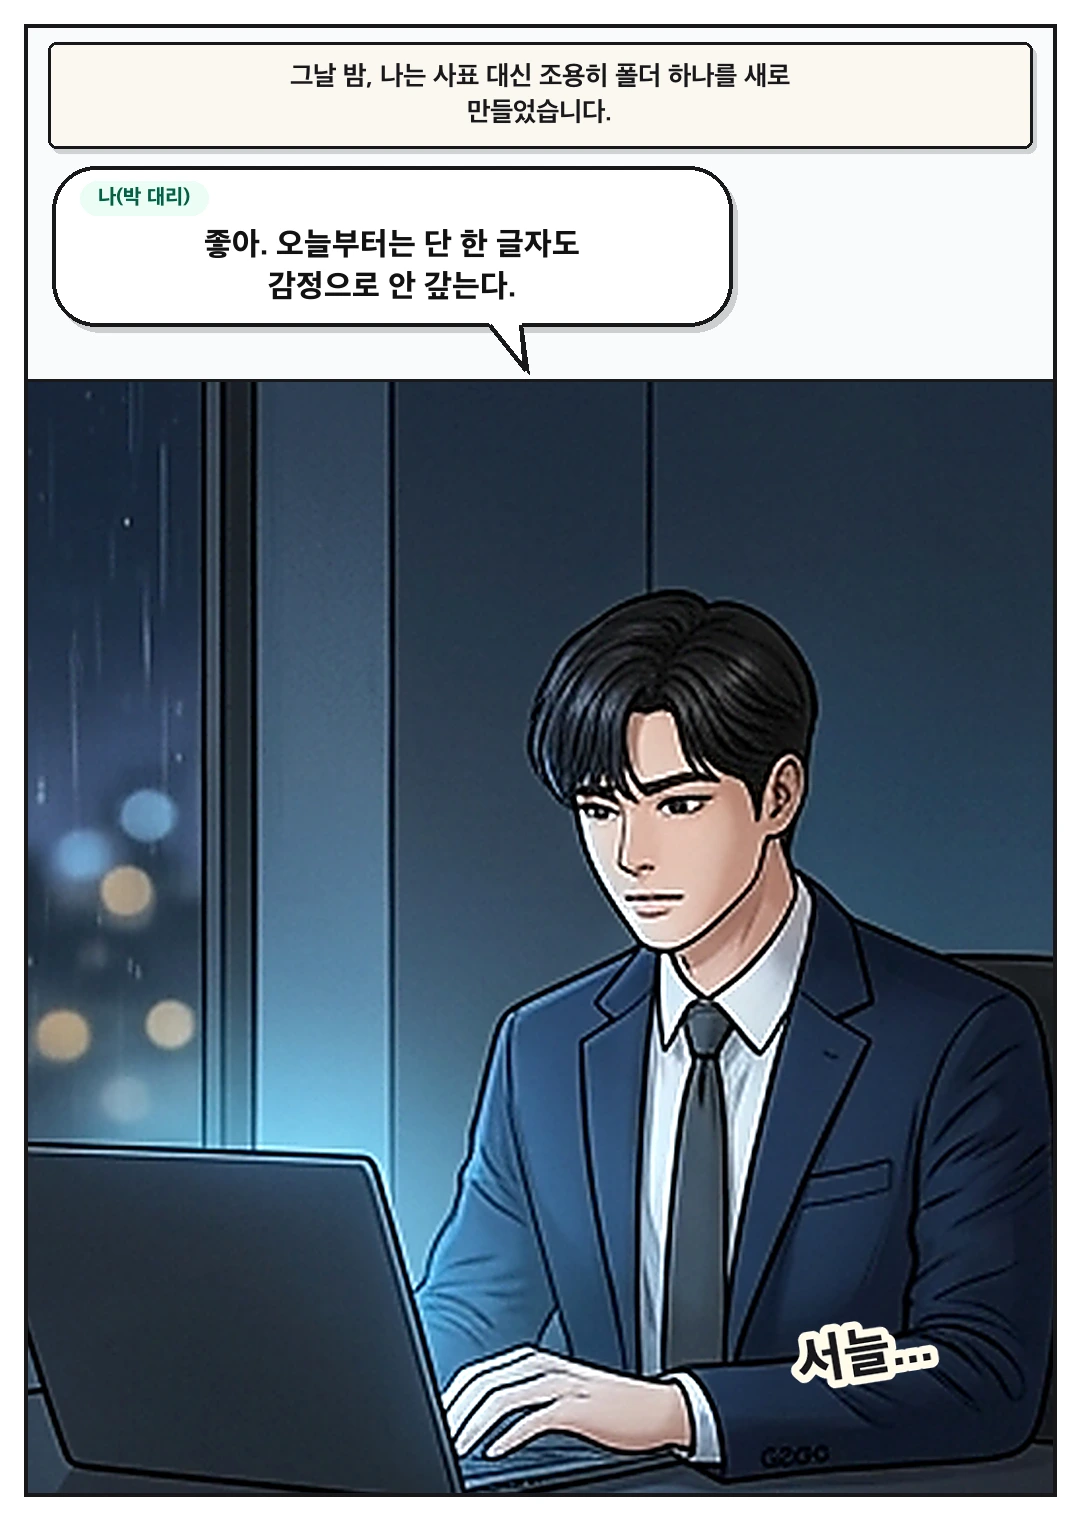 그날 밤, 나는 사표 대신 조용히 폴더 하나를 새로
만들었습니다.
나(박 대리)
좋아. 오늘부터는 단 한 글자도
감정으로 안 갚는다.
서늘...